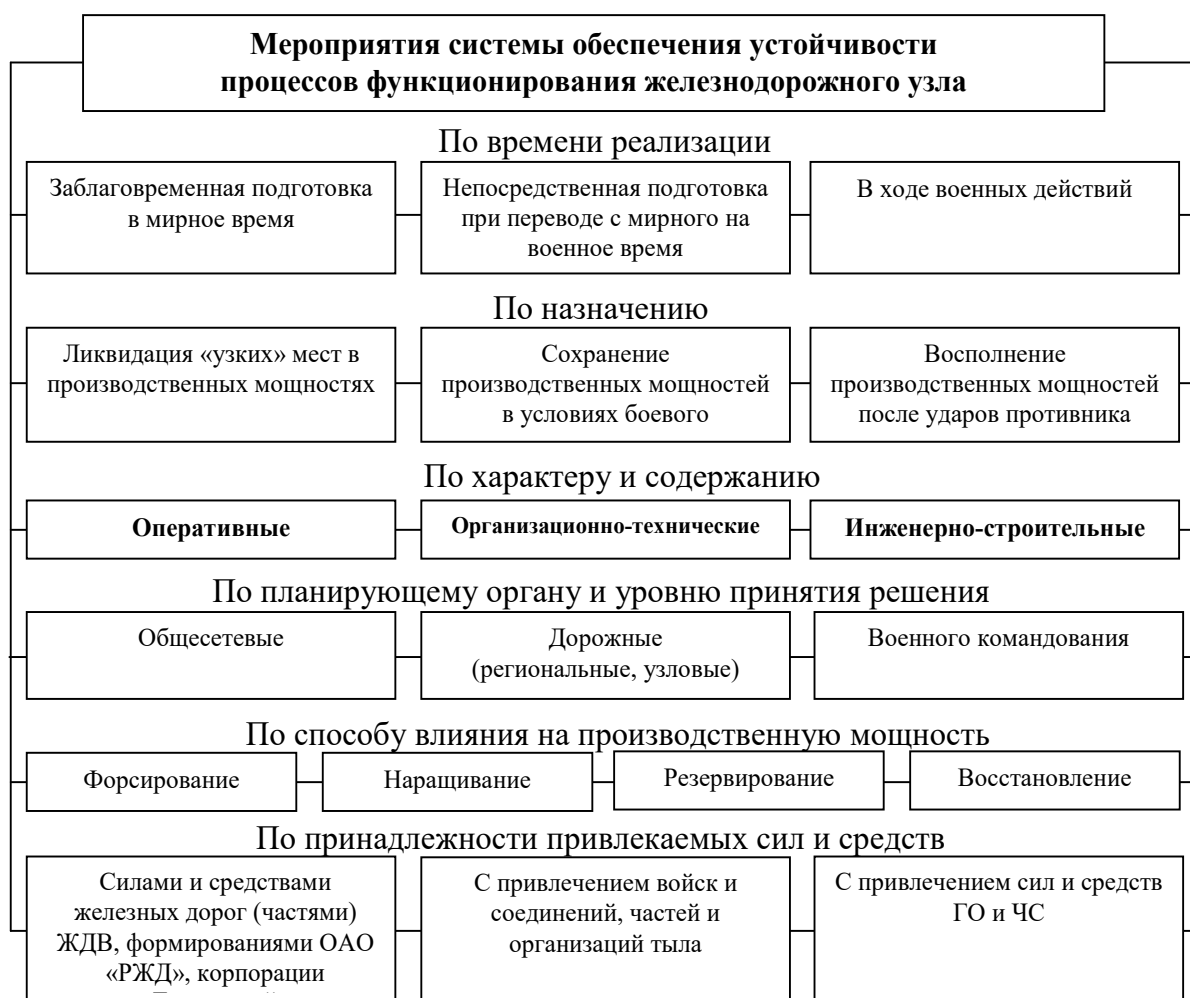 Мероприятия системы обеспечения устойчивости
процессов функционирования железнодорожного узла
По времени реализации
Заблаговременная подготовка
в мирное время
Непосредственная подготовка
при переводе с мирного на
военное время
В ходе военных действий
По назначению
Ликвидация «узких» мест в
производственных мощностях
Сохранение
производственных мощностей
в условиях боевого
Восполнение
производственных мощностей
после ударов противника
По характеру и содержанию
Оперативные
Организационно-технические
Инженерно-строительные
По планирующему органу и уровню принятия решения
Общесетевые
Дорожные
(региональные, узловые)
Военного командования
По способу влияния на производственную мощность
Форсирование
Наращивание
Резервирование
Восстановление
По принадлежности привлекаемых сил и средств
Силами и средствами
железных дорог (частями)
ЖДВ, формированиями ОАО
«РЖД», корпорации
С привлечением войск и
соединений, частей и
организаций тыла
С привлечением сил и средств
ГО и ЧС